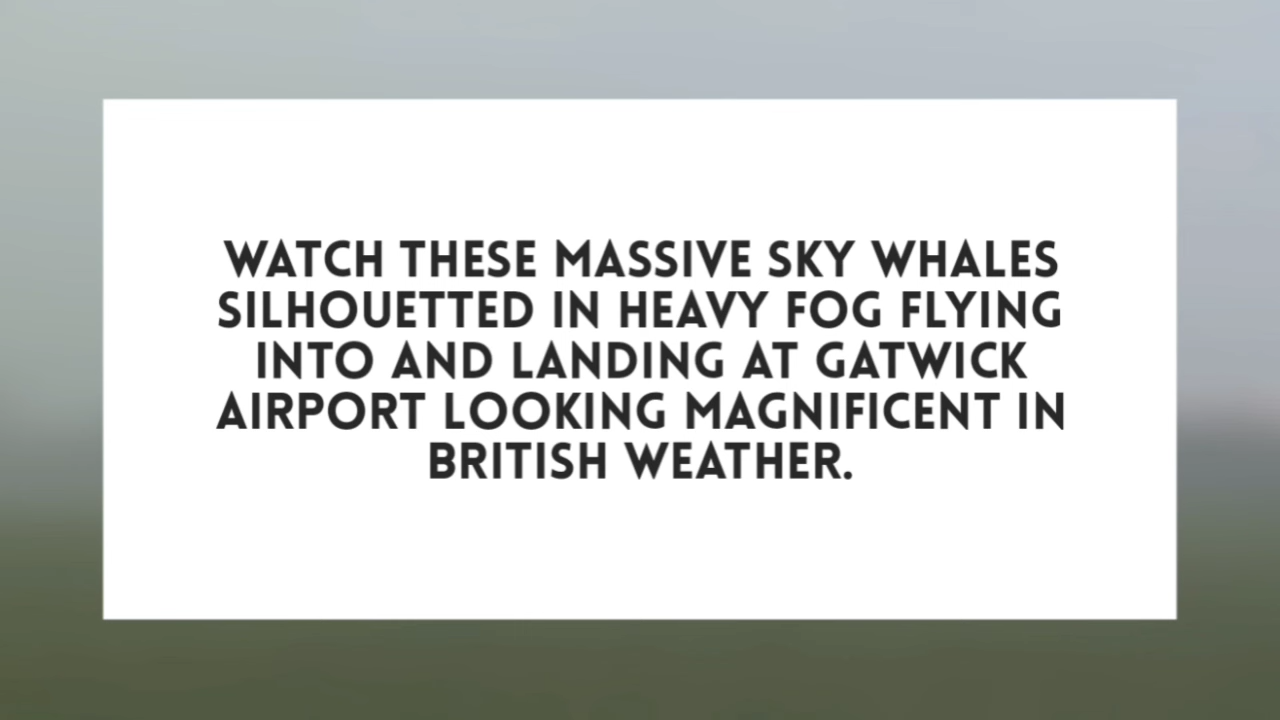 WATCH THESE MASSIVE SKY WHALES
SILHOUETTED IN HEAVY FOG FLYING
INTO AND LANDING AT GATWICK
AIRPORT LOOKING MAGNIFICENT IN
BRITISH WEATHER.